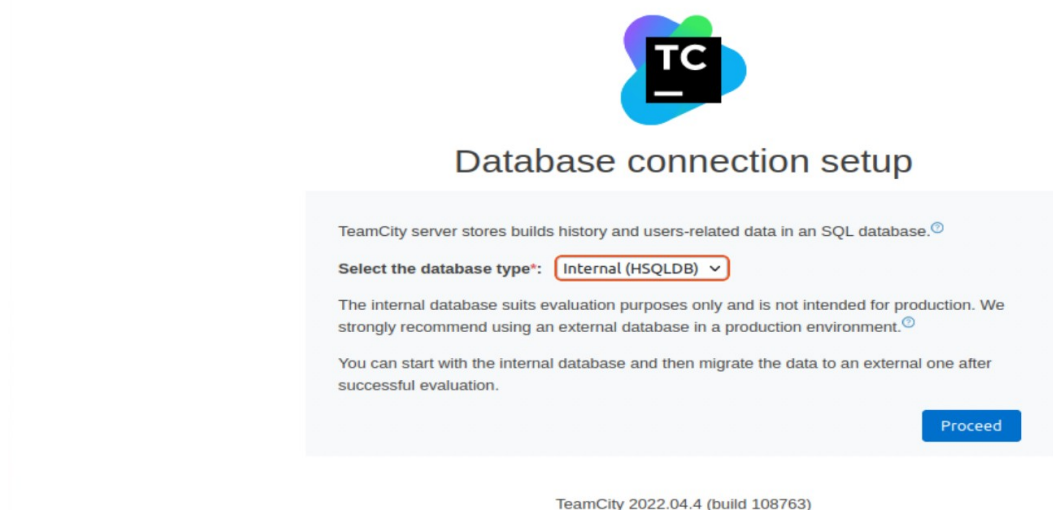 TC
Database connection setup
TeamCity server stores builds history and users-related data in an SQL database.
Select the database type*: Internal (HSQLDB)
The internal database suits evaluation purposes only and is not intended for production. We
strongly recommend using an external database in a production environment.
You can start with the internal database and then migrate the data to an external one after
successful evaluation.
Proceed
TeamCity 2022.04.4 (build 108763)